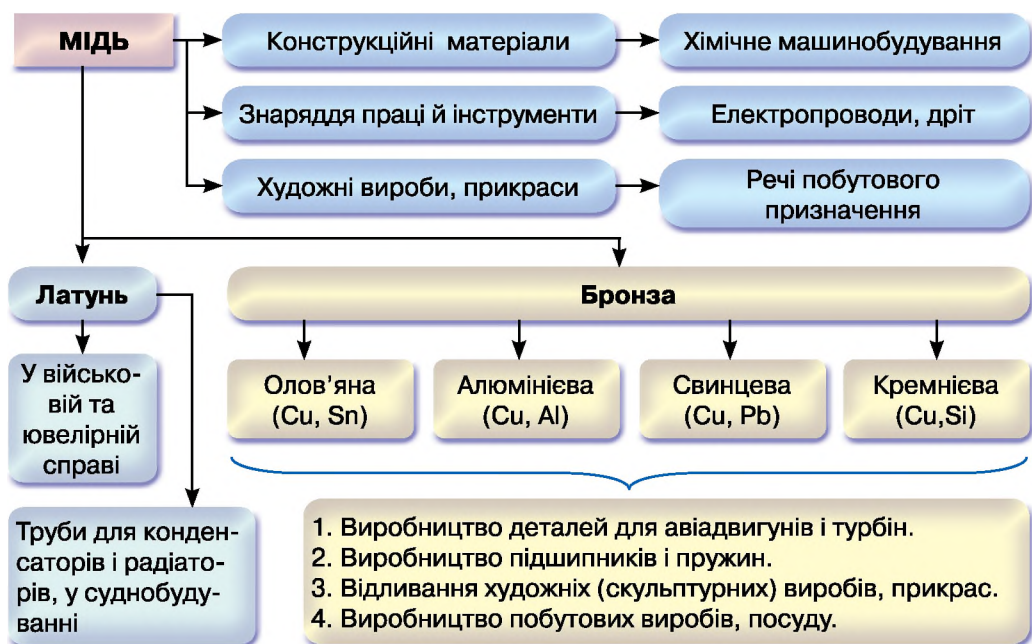 МІДЬ
Конструкційні матеріали
Хімічне машинобудування
Знаряддя праці й інструменти
Електропроводи, дріт
Художні вироби, прикраси
Речі побутового
призначення
Латунь
Бронза
У військо-
вій та
ювелірній
справі
Олов’яна
(Cu, Sn)
Алюмінієва
(Cu, Al)
Свинцева
(Cu, Pb)
Кремнієва
(Cu,Si)
Труби для конден-
саторів і радіато-
рів, у суднобуду-
ванні
1. Виробництво деталей для авіадвигунів і турбін.
2. Виробництво підшипників і пружин.
3. Відливання художніх (скульптурних) виробів, прикрас.
4. Виробництво побутових виробів, посуду.